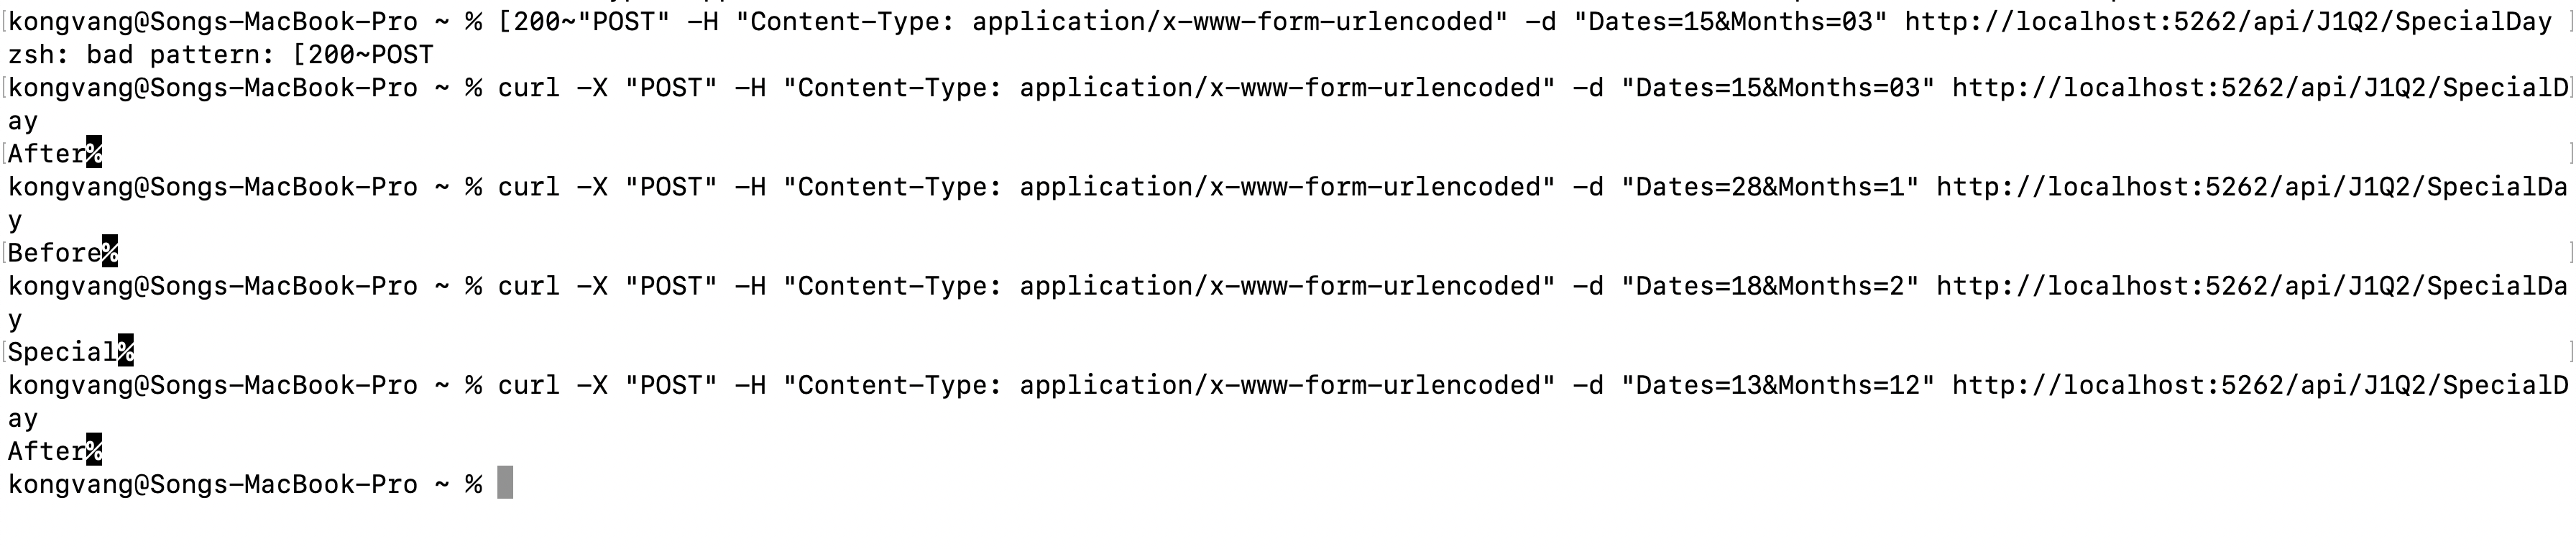 [kongvang@Songs-MacBook-Pro ~ % [200~"POST" -H "Content-Type: application/x-www-form-urlencoded" -d "Dates=15&Months=03" http://localhost:5262/api/J1Q2/SpecialDay ]
zsh: bad pattern: [200~POST
[kongvang@Songs-MacBook-Pro ~ % curl -X "POST" -H "Content-Type: application/x-www-form-urlencoded" -d "Dates=15&Months=03" http://localhost:5262/api/J1Q2/SpecialD]
ay
[After% ]
kongvang@Songs-MacBook-Pro ~ % curl -X "POST" -H "Content-Type: application/x-www-form-urlencoded" -d "Dates=28&Months=1" http://localhost:5262/api/J1Q2/SpecialDa
y
[Before% ]
kongvang@Songs-MacBook-Pro ~ % curl -X "POST" -H "Content-Type: application/x-www-form-urlencoded" -d "Dates=18&Months=2" http://localhost:5262/api/J1Q2/SpecialDa
y
[Special% ]
kongvang@Songs-MacBook-Pro ~ % curl -X "POST" -H "Content-Type: application/x-www-form-urlencoded" -d "Dates=13&Months=12" http://localhost:5262/api/J1Q2/SpecialD
ay
After%
kongvang@Songs-MacBook-Pro ~ %